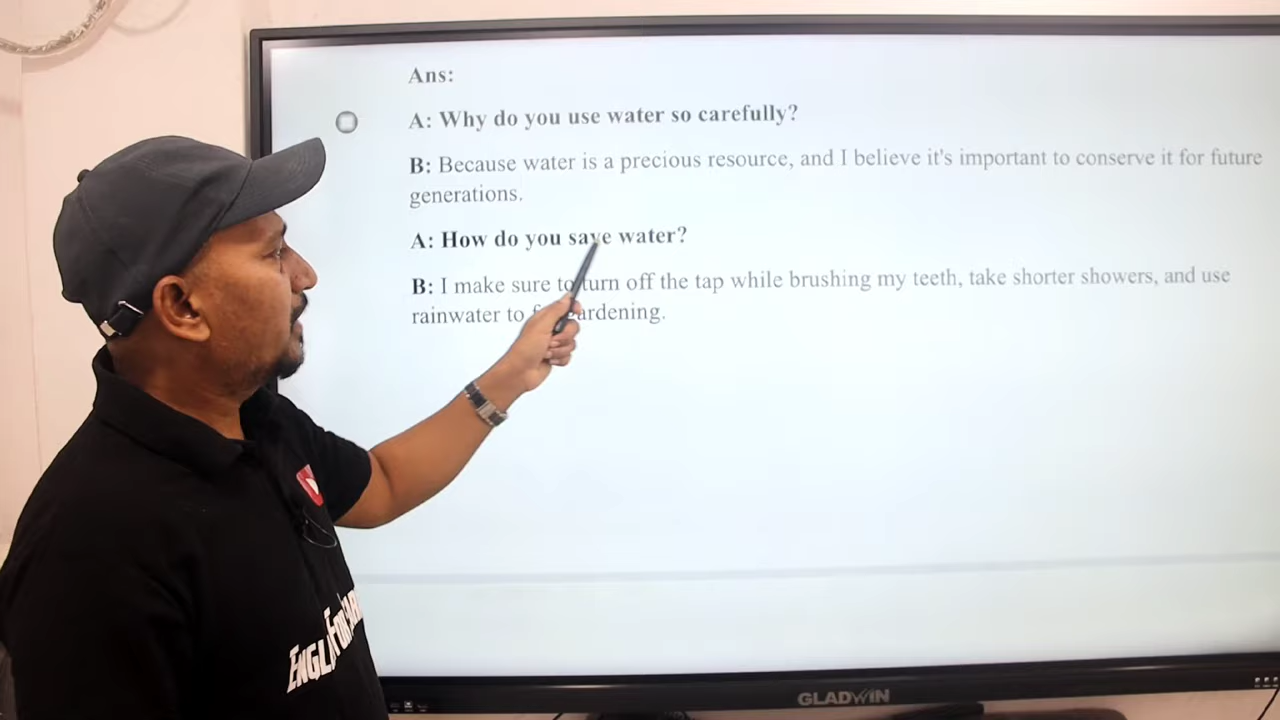 Ans:
A: Why do you use water so carefully?
B: Because water is a precious resource, and I believe it's important to conserve it for future
generations.
A: How do you save water?
B: I make sure to turn off the tap while brushing my teeth, take shorter showers, and use
rainwater to gardening.
GLADWIN